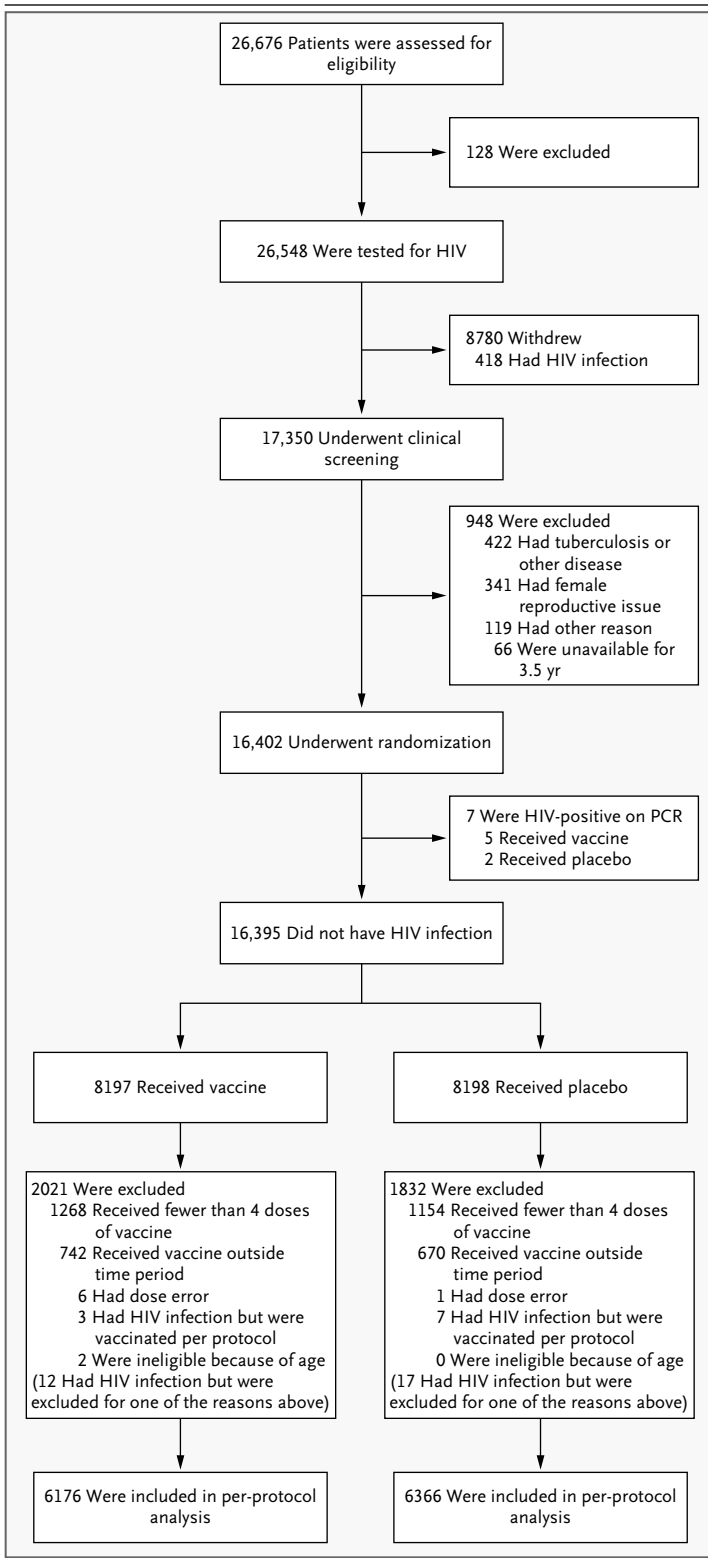 26,676 Patients were assessed for
eligibility
128 Were excluded
26,548 Were tested for HIV
8780 Withdrew
418 Had HIV infection
17,350 Underwent clinical
screening
948 Were excluded
422 Had tuberculosis or
other disease
341 Had female
reproductive issue
119 Had other reason
66 Were unavailable for
3.5 yr
16,402 Underwent randomization
7 Were HIV-positive on PCR
5 Received vaccine
2 Received placebo
16,395 Did not have HIV infection
8197 Received vaccine
8198 Received placebo
2021 Were excluded
1268 Received fewer than 4 doses
of vaccine
742 Received vaccine outside
time period
6 Had dose error
3 Had HIV infection but were
vaccinated per protocol
2 Were ineligible because of age
(12 Had HIV infection but were
excluded for one of the reasons above)
1832 Were excluded
1154 Received fewer than 4 doses
of vaccine
670 Received vaccine outside
time period
1 Had dose error
7 Had HIV infection but were
vaccinated per protocol
0 Were ineligible because of age
(17 Had HIV infection but were
excluded for one of the reasons above)
6176 Were included in per-protocol
analysis
6366 Were included in per-protocol
analysis